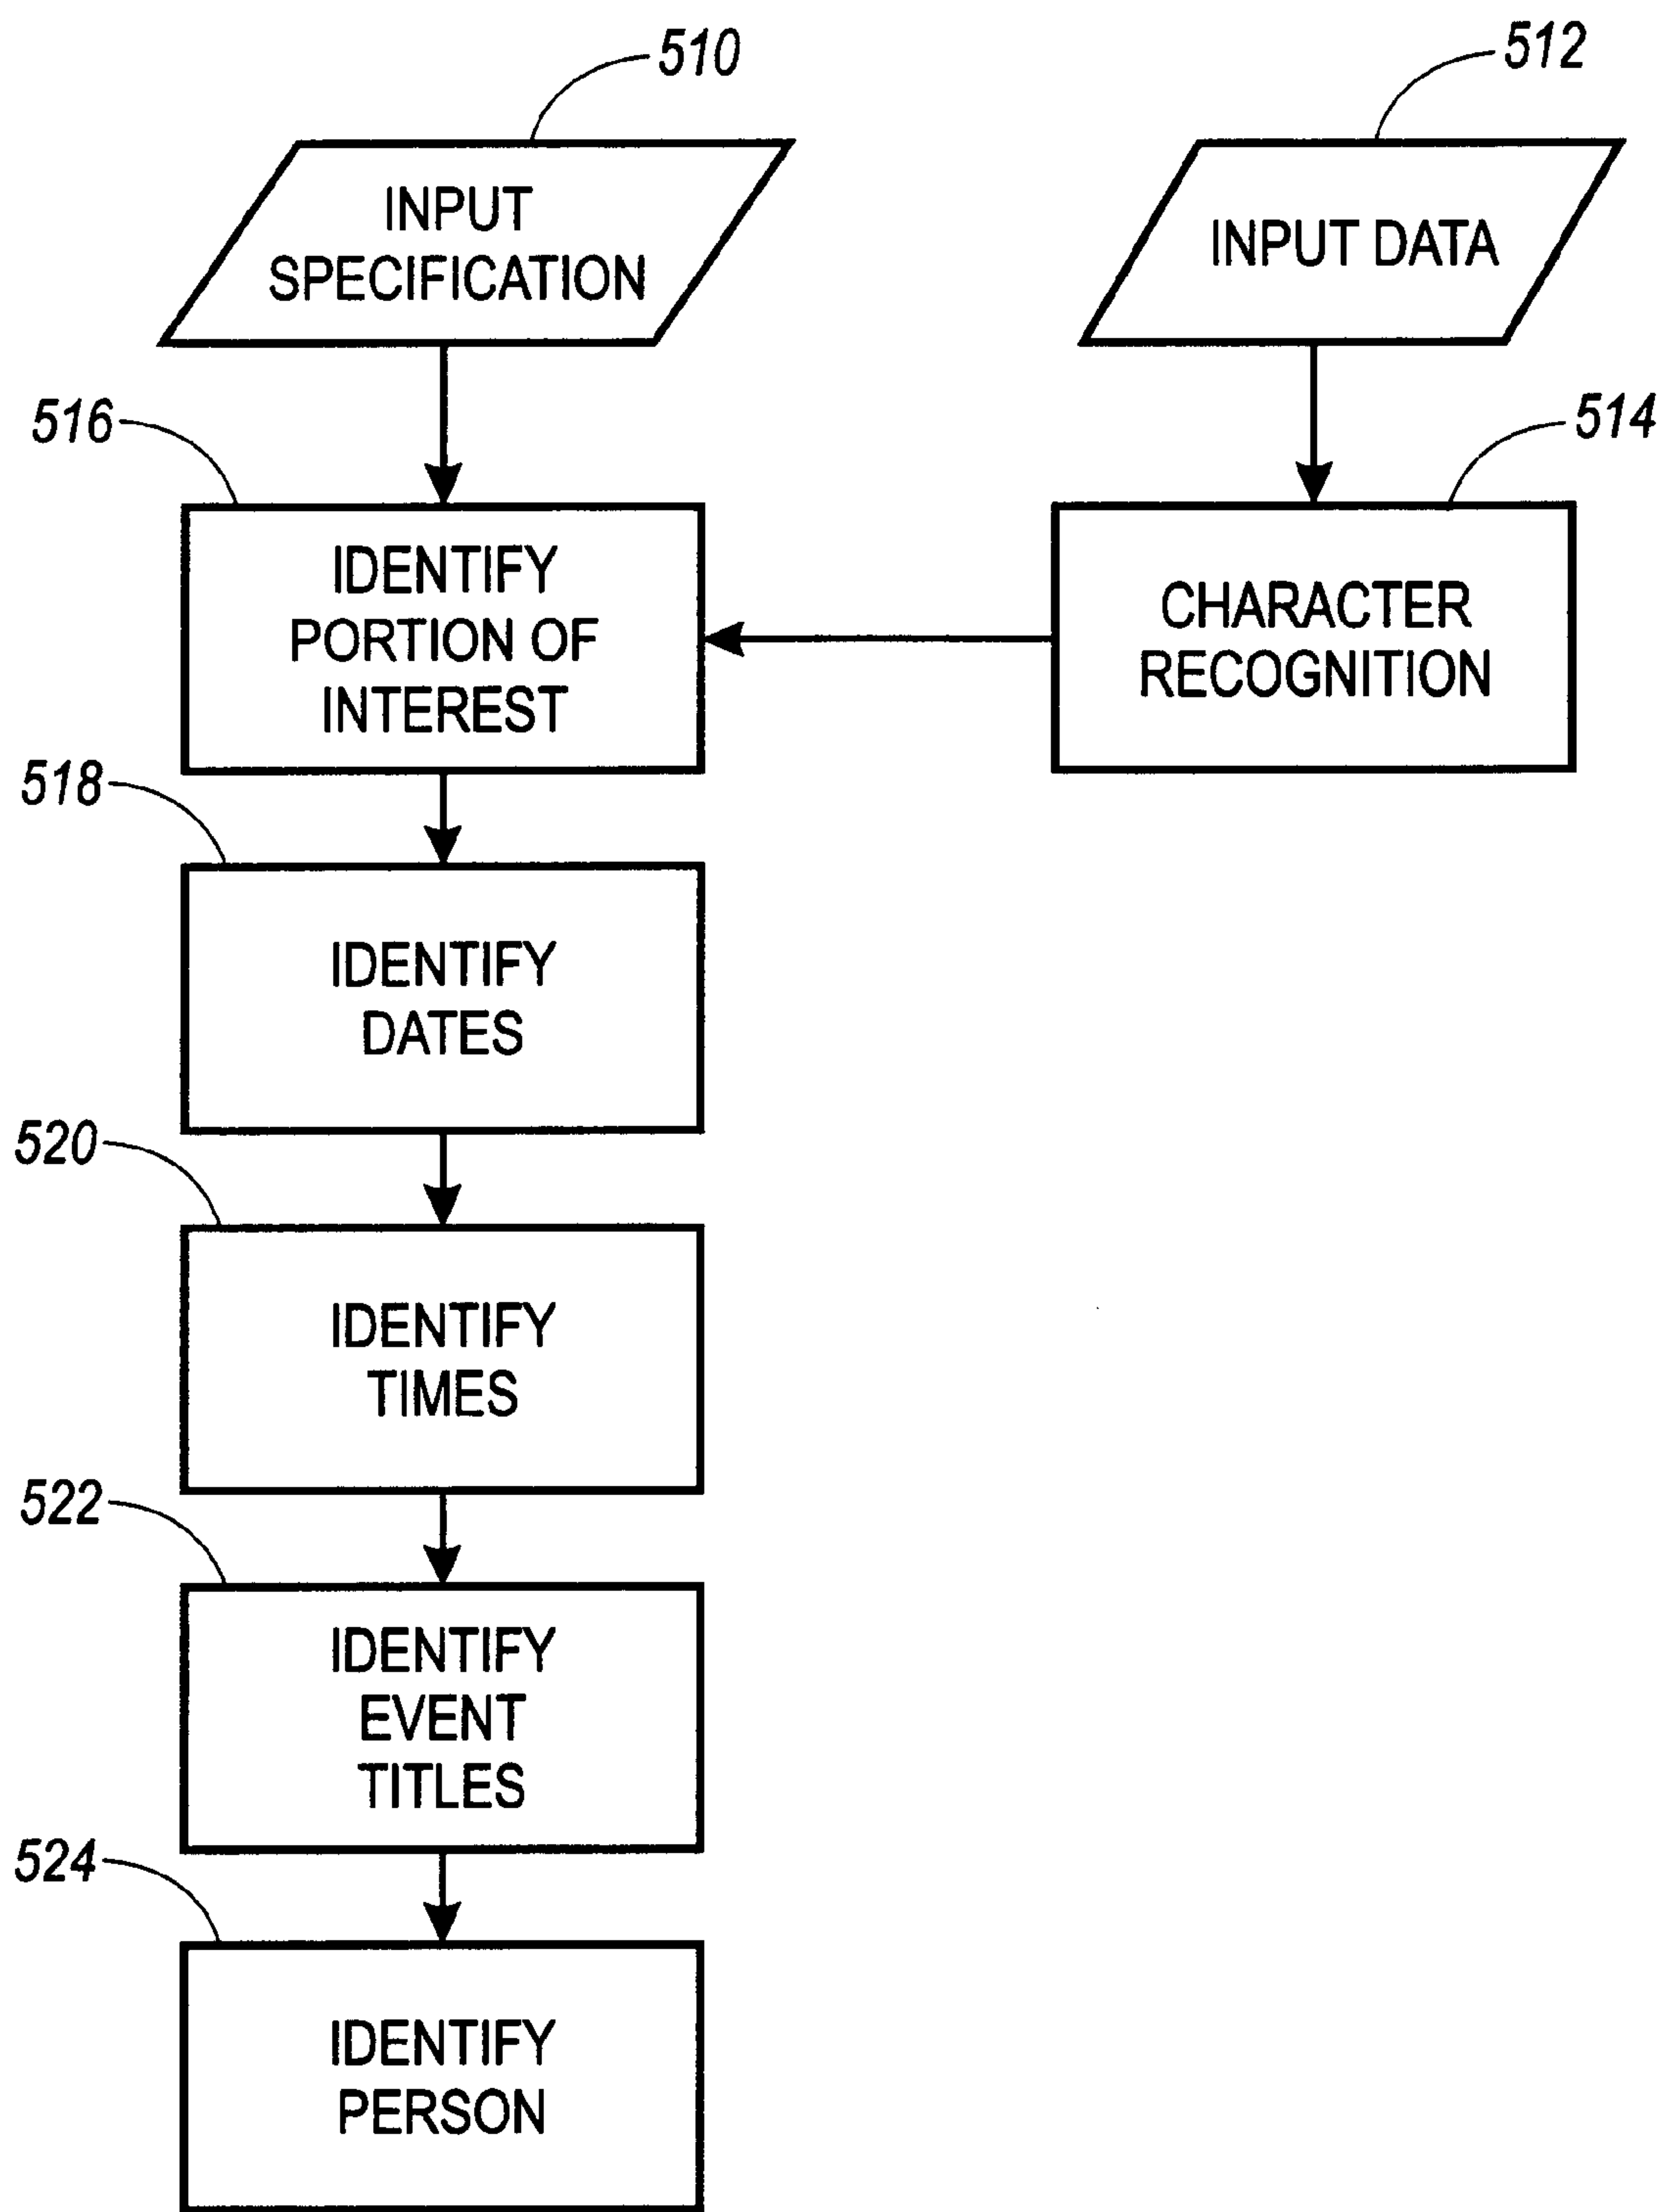 510
512
INPUT
SPECIFICATION
INPUT DATA
516
514
IDENTIFY
PORTION OF
INTEREST
CHARACTER
RECOGNITION
518
IDENTIFY
DATES
520
IDENTIFY
TIMES
522
IDENTIFY
EVENT
TITLES
524
IDENTIFY
PERSON